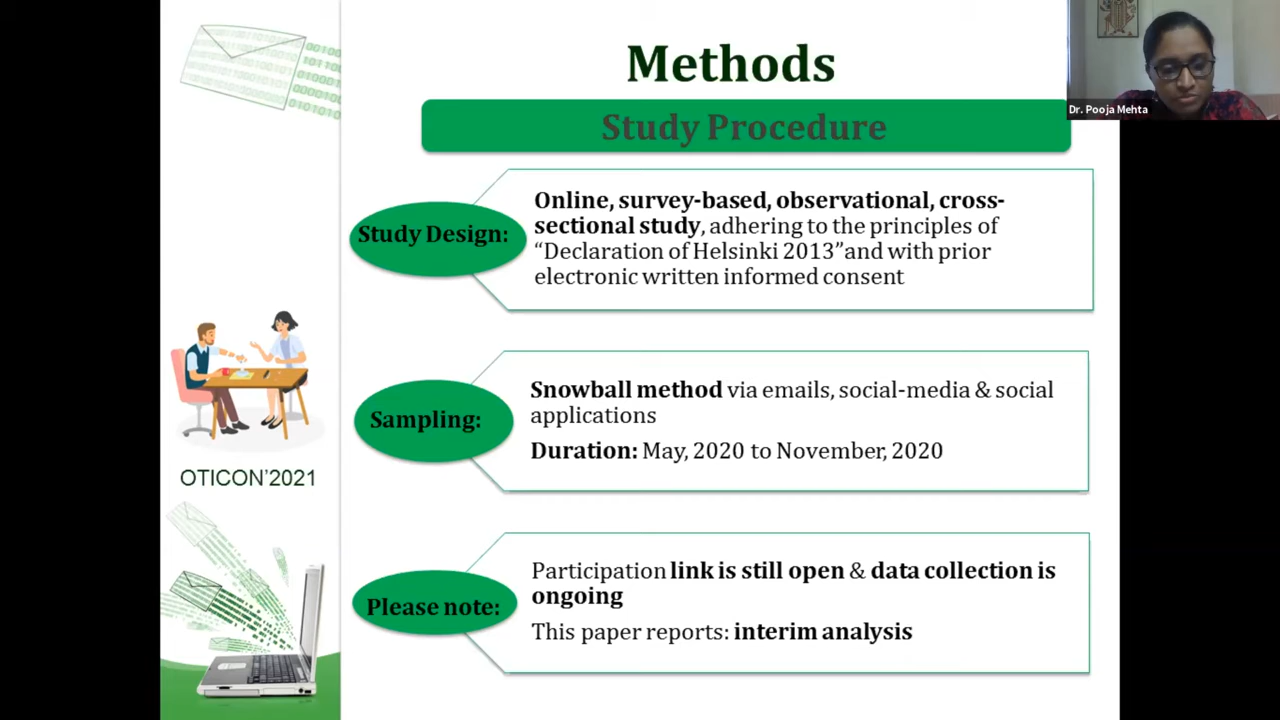 Methods
Dr. Pooja Mehta
Study Procedure
Study Design:
Online, survey-based, observational, cross-
sectional study, adhering to the principles of
“Declaration of Helsinki 2013”and with prior
electronic written informed consent
Sampling:
Snowball method via emails, social-media & social
applications
Duration: May, 2020 to November, 2020
OTICON’2021
Please note:
Participation link is still open & data collection is
ongoing
This paper reports: interim analysis